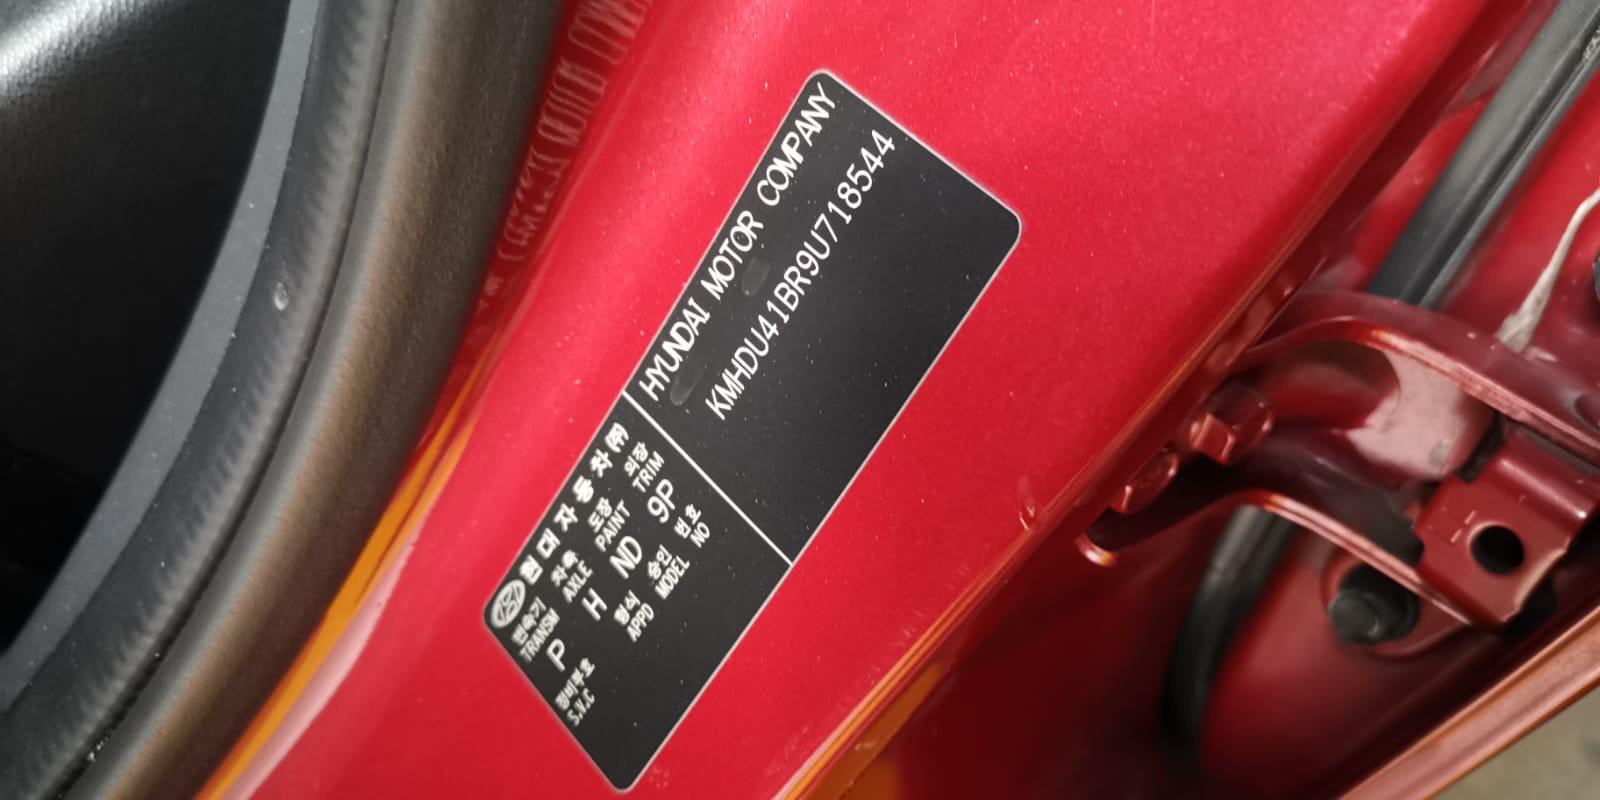 현대자동차(주)
HYUNDAI MOTOR COMPANY
변속기 차축 도장 외장
TRANSM AXLE PAINT TRIM
P H ND 9P
KMHDU41BR9U718544
정비부호 형식 승인 번호
S.V.C APPD MODEL NO